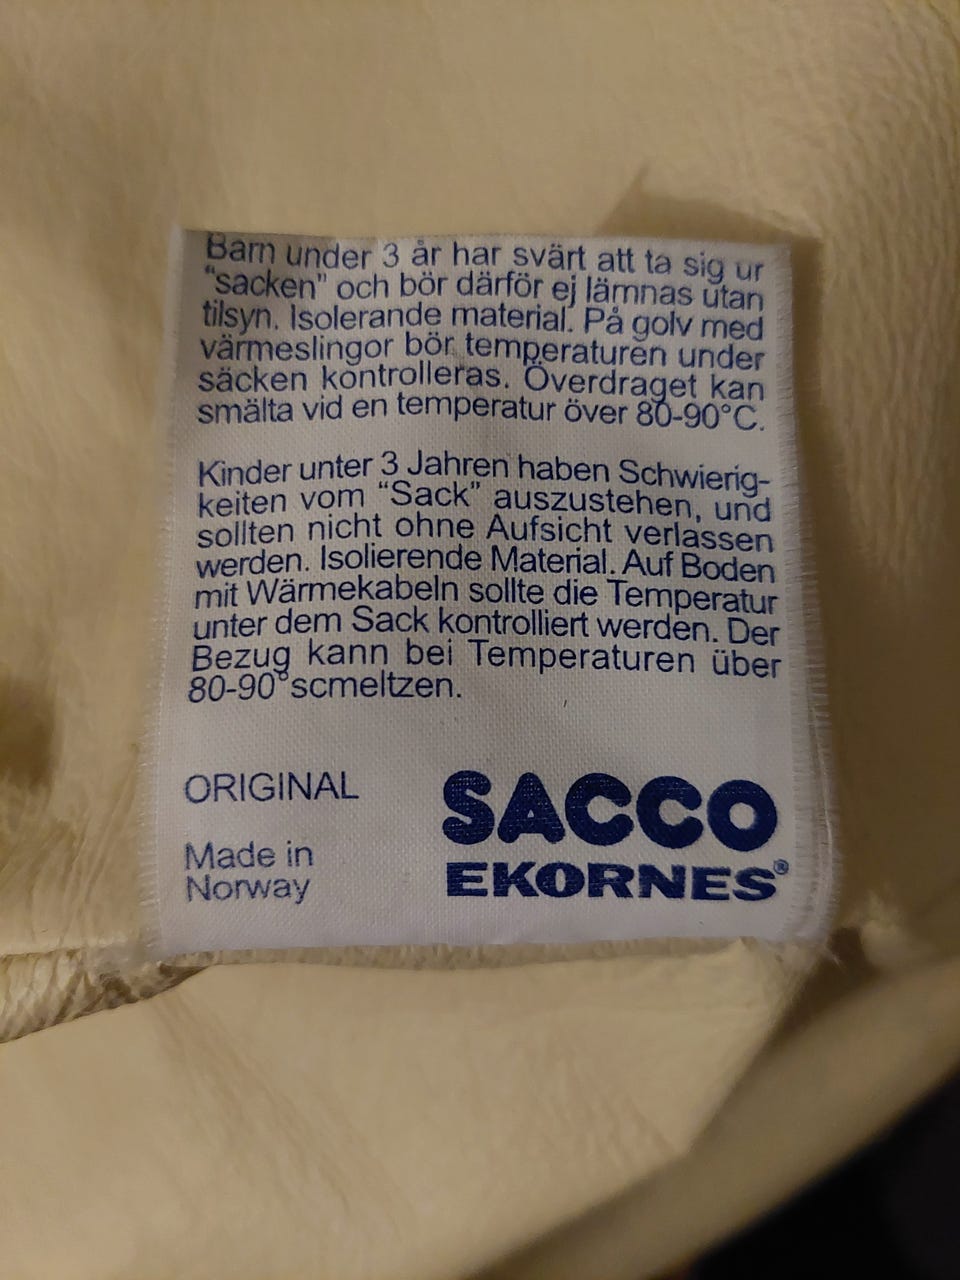 Barn under 3 år har svärt att ta sig ur
"sacken" och bör därför ej lämnas utan
tilsyn. Isolerande material. På golv med
värmeslingor bör temperaturen under
säcken kontrolleras. Överdraget kan
smälta vid en temperatur över 80-90°C.
Kinder unter 3 Jahren haben Schwierig-
keiten vom "Sack" auszustehen, und
sollten nicht ohne Aufsicht verlassen
werden. Isolierende Material. Auf Boden
mit Wärmekabeln sollte die Temperatur
unter dem Sack kontrolliert werden. Der
Bezug kann bei Temperaturen über
80-90°scmeltzen.
ORIGINAL
Made in
Norway
SACCO
EKORNES®